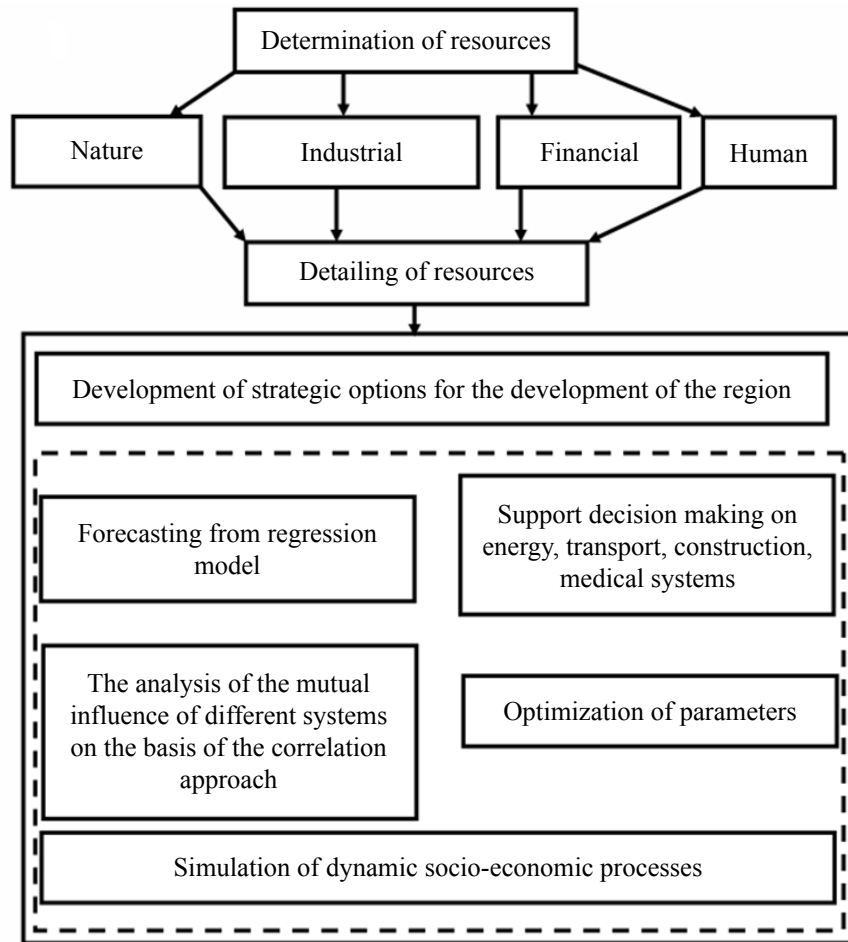 Determination of resources
Nature
Industrial
Financial
Human
Detailing of resources
Development of strategic options for the development of the region
Forecasting from regression
model
Support decision making on
energy, transport, construction,
medical systems
The analysis of the mutual
influence of different systems
on the basis of the correlation
approach
Optimization of parameters
Simulation of dynamic socio-economic processes